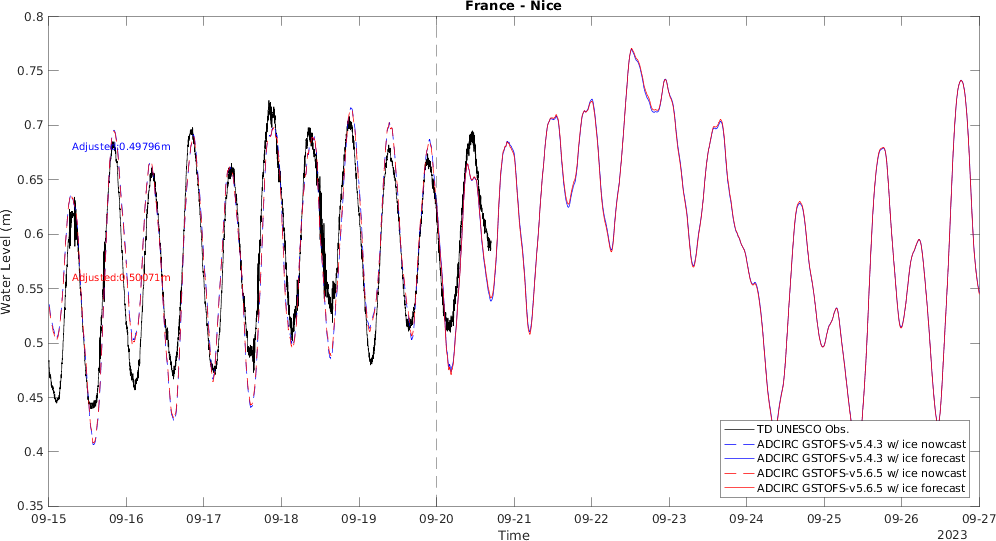 France - Nice
Water Level (m)
0.8
0.75
0.7
0.65
0.6
0.55
0.5
0.45
0.4
0.35
Adjusted:0.49796m
Adjusted:0.50071m
TD UNESCO Obs.
ADCIRC GSTOFS-v5.4.3 w/ ice nowcast
ADCIRC GSTOFS-v5.4.3 w/ ice forecast
ADCIRC GSTOFS-v5.6.5 w/ ice nowcast
ADCIRC GSTOFS-v5.6.5 w/ ice forecast
09-15 09-16 09-17 09-18 09-19 09-20 09-21 09-22 09-23 09-24 09-25 09-26 09-27
Time
2023